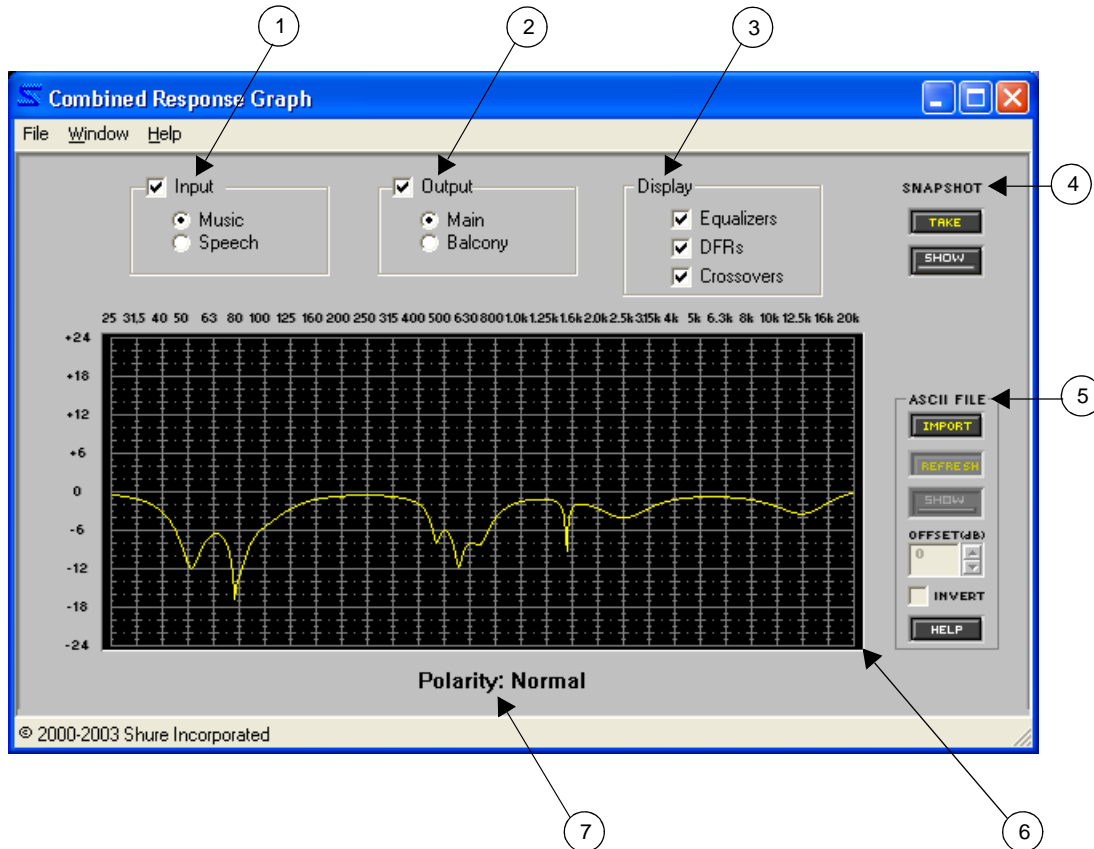 1 2 3
Combined Response Graph
File Window Help
Input Output Display SNAPSHOT 4
Music Main Equalizers TAKE
Speech Balcony DFRs SHOW
Crossovers
25 31.5 40 50 63 80 100 125 160 200 250 315 400 500 630 800 1.0k 1.25k 1.6k 2.0k 2.5k 3.15k 4k 5k 6.3k 8k 10k 12.5k 16k 20k
+24
+18
+12
+6
0
-6
-12
-18
-24
ASCII FILE 5
IMPORT
REFRESH
SHOW
OFFSET(dB)
0
INVERT
HELP
Polarity: Normal
© 2000-2003 Shure Incorporated
7 6